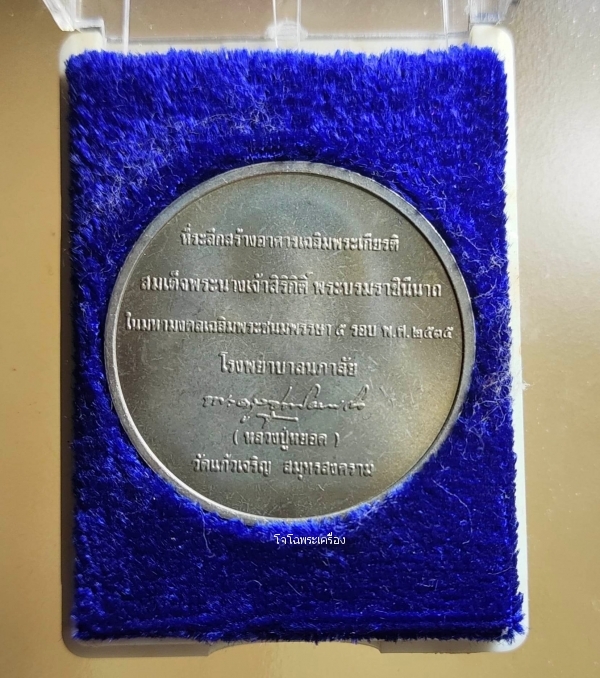 ที่ระลึกสร้างอาคารเฉลิมพระเกียรติ
สมเด็จพระนางเจ้าสิริกิติ์ พระบรมราชินีนาถ
ในมหามงคลเฉลิมพระชนมพรรษา ๕ รอบ พ.ศ.๒๕๓๕
โรงพยาบาลนภาลัย
( หลวงปู่หยอด )
วัดแก้วเจริญ สมุทรสงคราม
โจโฉพระเครื่อง